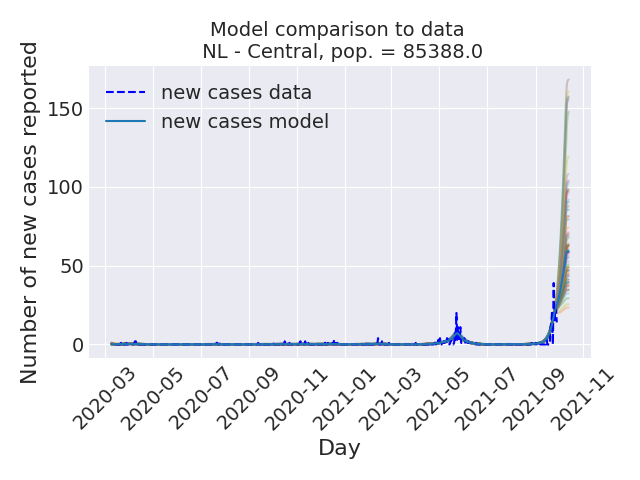 Model comparison to data
NL - Central, pop. = 85388.0
Number of new cases reported
150
100
50
0
new cases data
new cases model
2020-03
2020-05
2020-07
2020-09
2020-11
2021-01
2021-03
2021-05
2021-07
2021-09
2021-11
Day